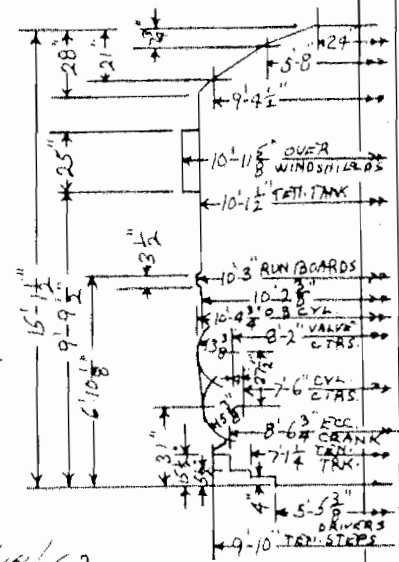 24"
5'-8"
28"
21"
9'-4 1/2"
10'-11 5/8" OVER
WINDSHIELDS
25"
10'-1 1/2" TEN. TANK
3 1/2"
10'-3" RUN BOARDS
10'-2 3/8"
10'-4 3/4" O.S. CYL.
8'-2" VALVE
CTRS.
15'-1 1/2"
9'-9 1/2"
6'-10 1/8"
7'-6" CYL.
CTRS.
31"
8'-6 3/4" ECC.
CRANK
7'-1 1/4" TEN.
TRK.
4"
5'-5 3/8"
DRIVERS
9'-10" TEN. STEPS